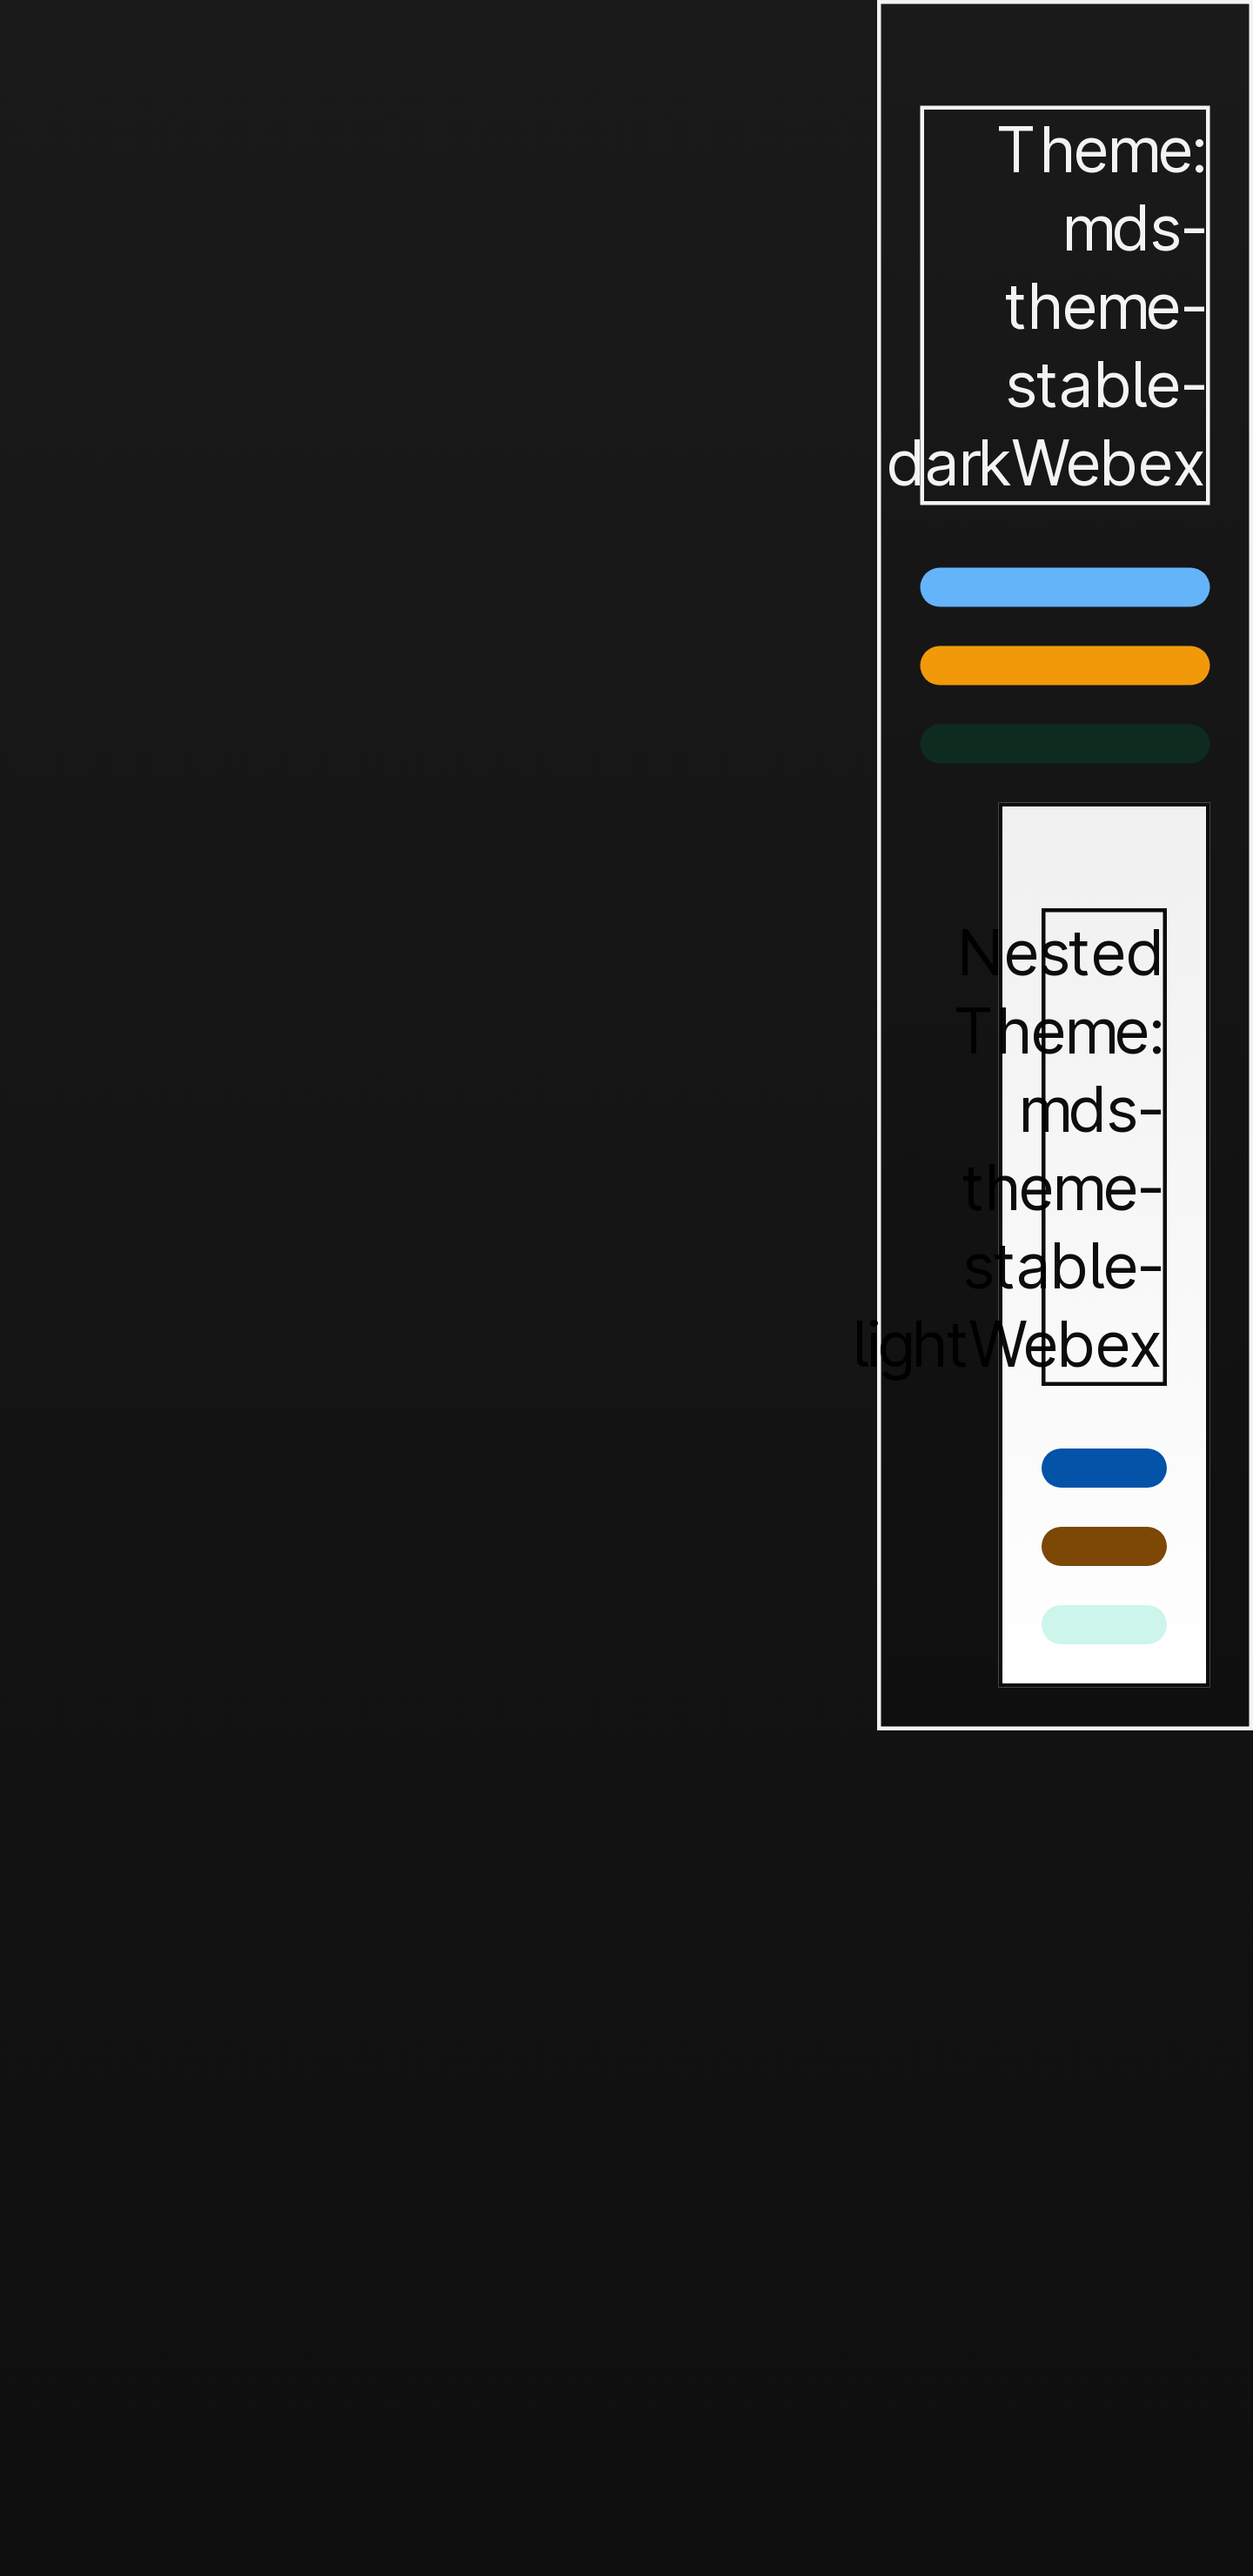 Theme:
mds-
theme-
stable-
darkWebex
Nested
Theme:
mds-
theme-
stable-
lightWebex